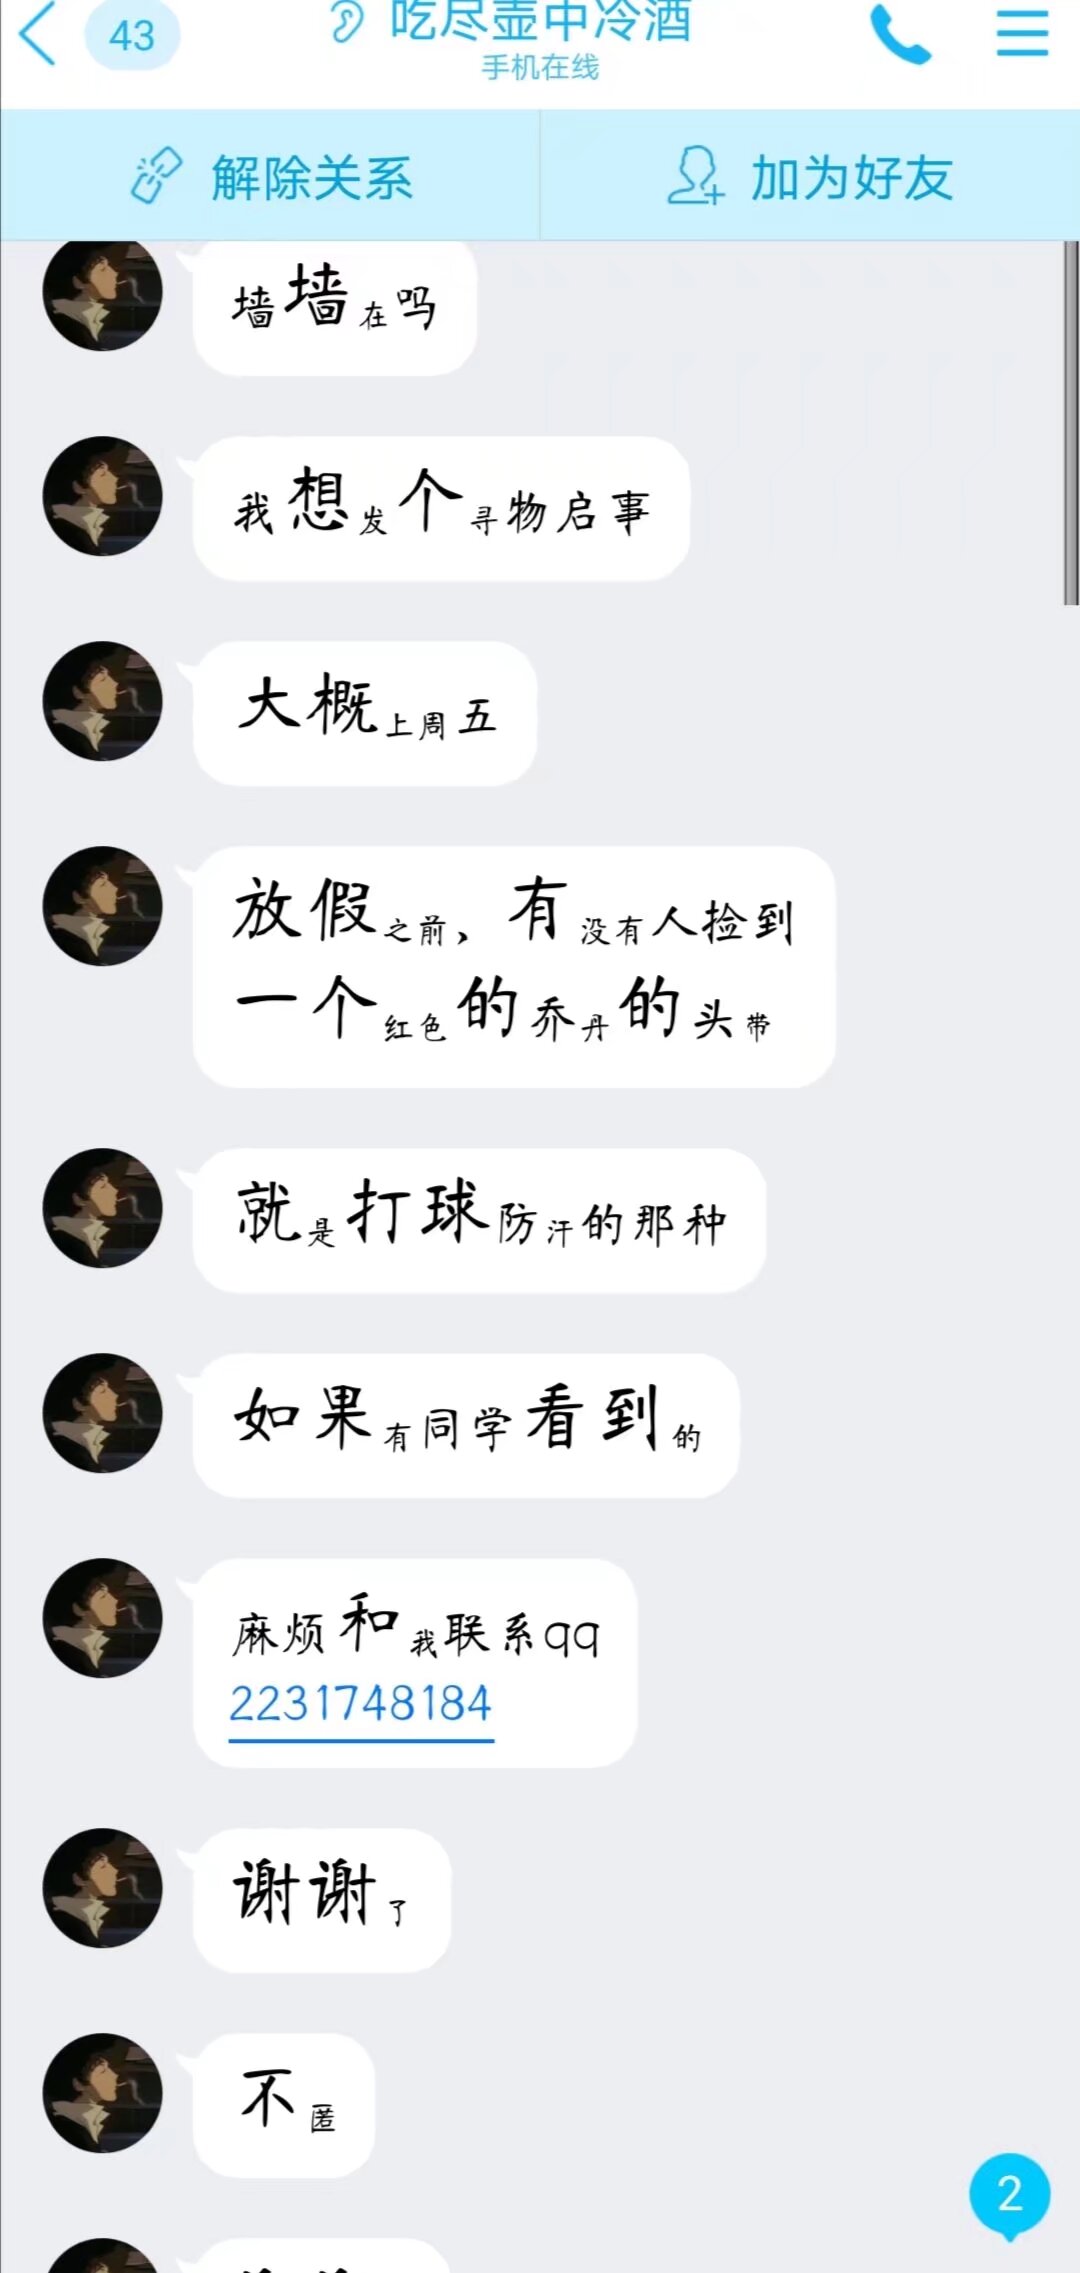 43
吃尽壶中冷酒
手机在线
解除关系
加为好友
墙墙在吗
我想发个寻物启事
大概上周五
放假之前、有没有人捡到
一个红色的乔丹的头带
就是打球防汗的那种
如果有同学看到的
麻烦和我联系qq
2231748184
谢谢了
不匿
2